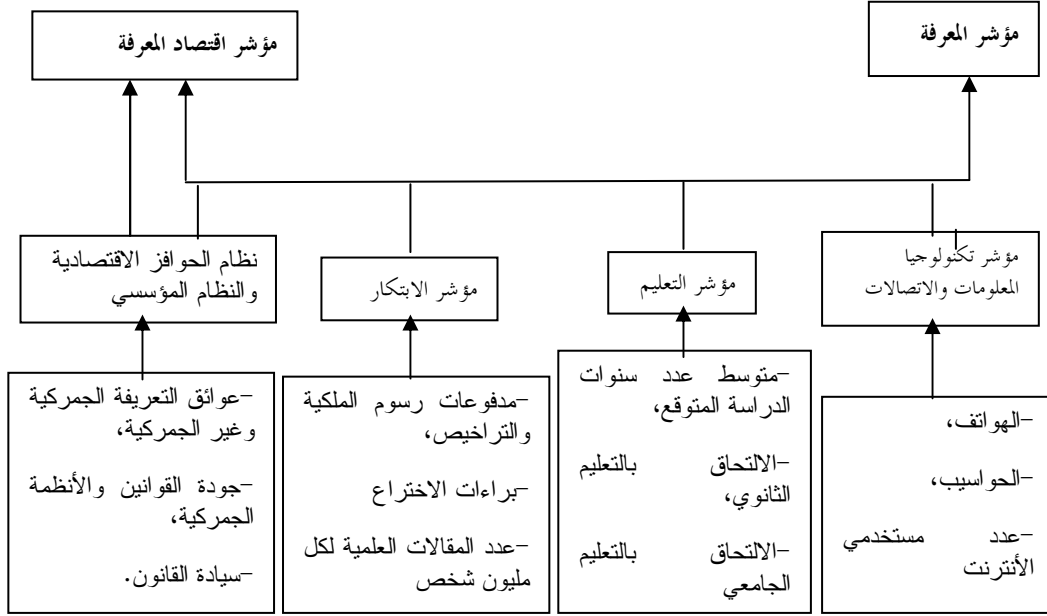 مؤشر المعرفة
مؤشر اقتصاد المعرفة
مؤشر تكنولوجيا
المعلومات والاتصالات
مؤشر التعليم
مؤشر الابتكار
نظام الحوافز الاقتصادية
والنظام المؤسسي
-الهواتف،
-الحواسيب،
-عدد مستخدمي
الأنترنت
-متوسط عدد سنوات
الدراسة المتوقع،
-الالتحاق بالتعليم
الثانوي،
-الالتحاق بالتعليم
الجامعي
-مدفوعات رسوم الملكية
والتراخيص،
-براءات الاختراع
-عدد المقالات العلمية لكل
مليون شخص
-عوائق التعريفة الجمركية
وغير الجمركية،
-جودة القوانين والأنظمة
الجمركية،
-سيادة القانون.